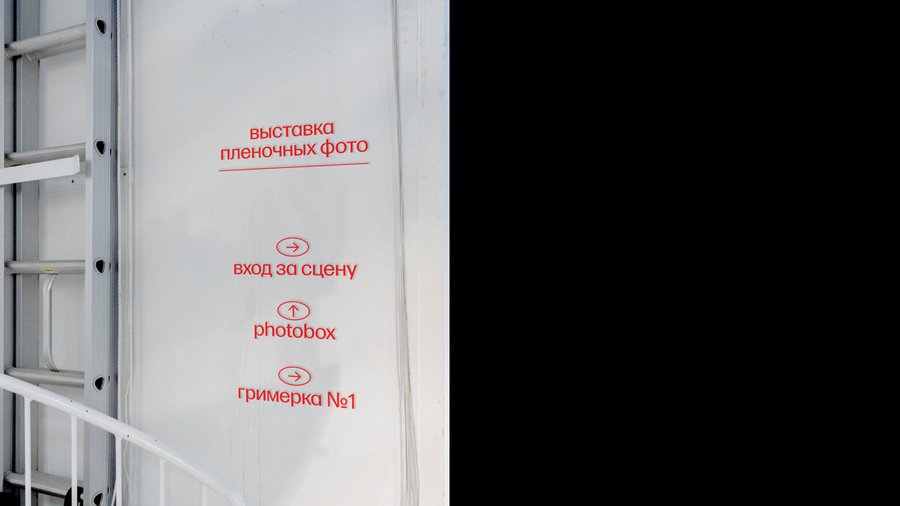 выставка
пленочных фото
→
вход за сцену
↑
photobox
→
гримерка №1